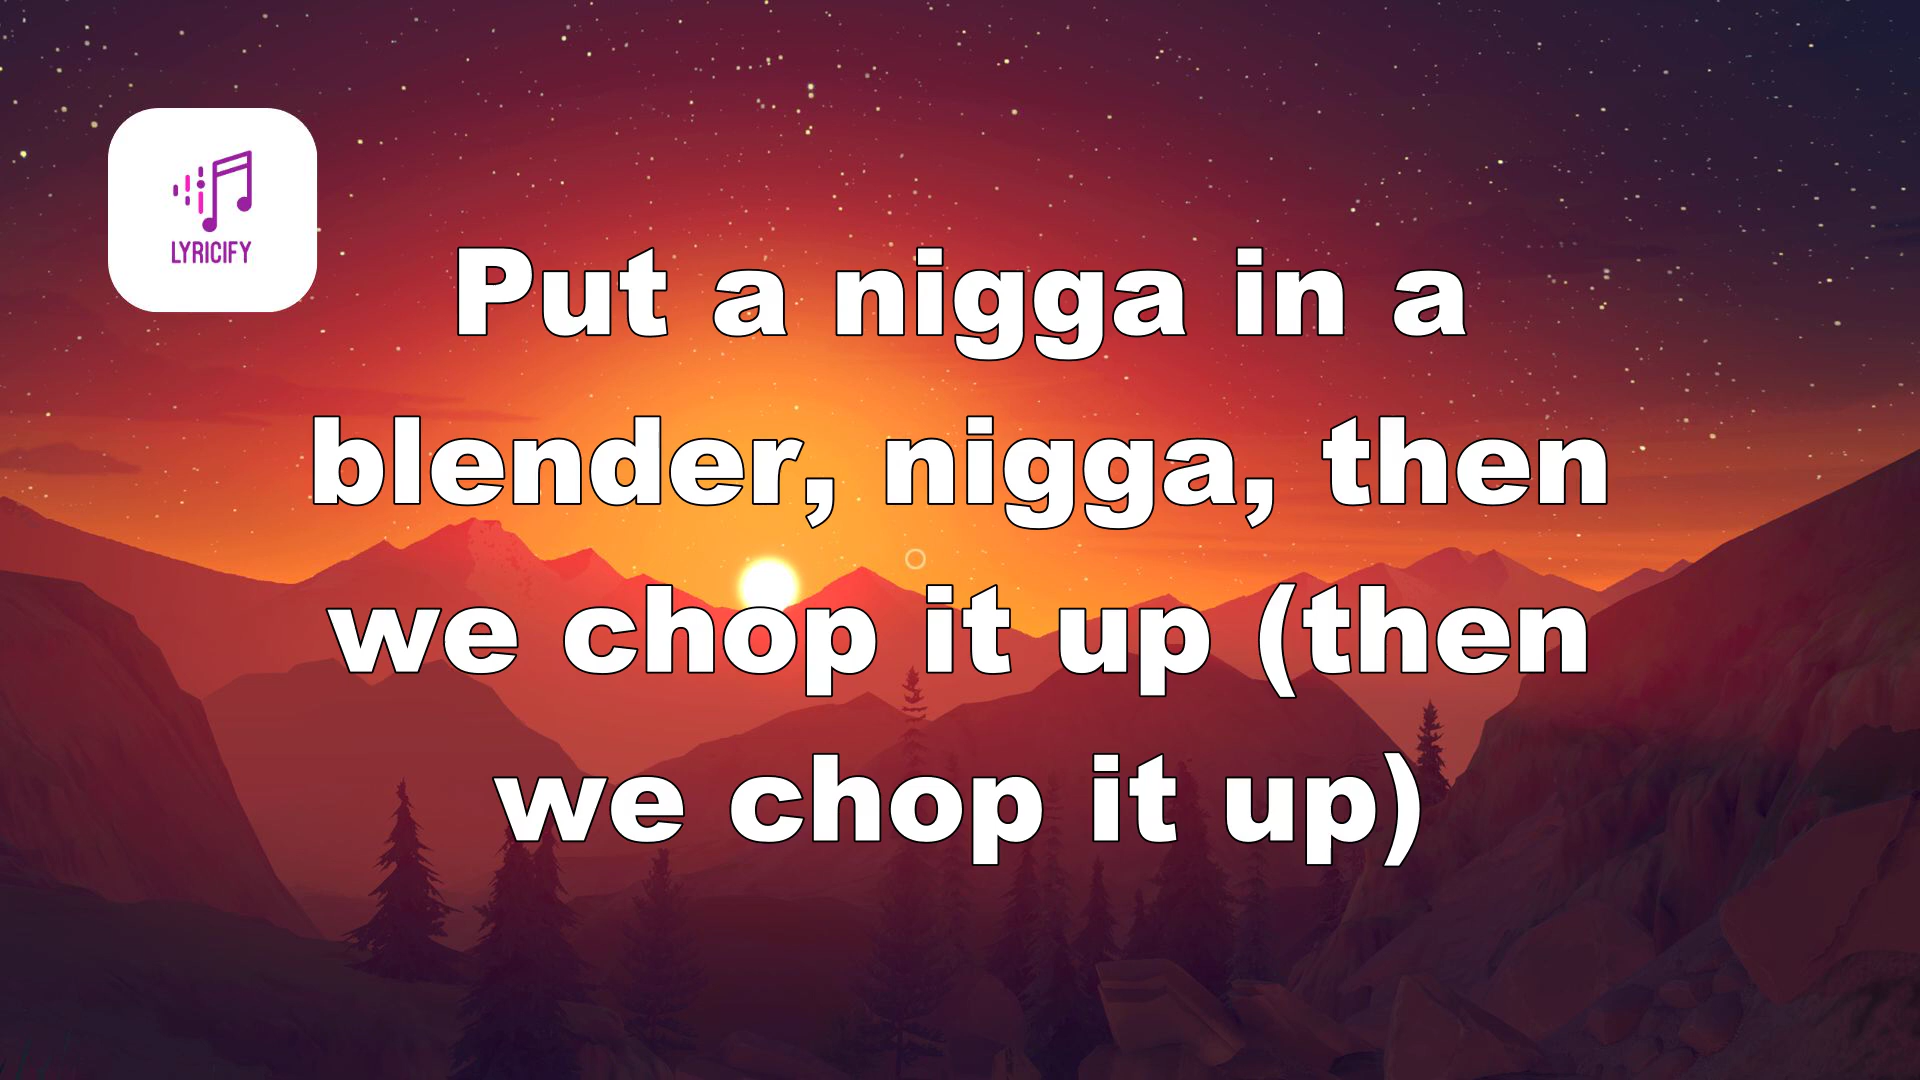 LYRICIFY
Put a nigga in a
blender, nigga, then
we chop it up (then
we chop it up)